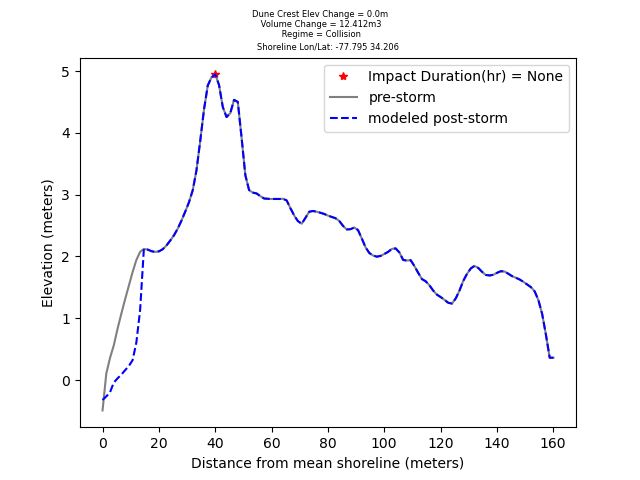 Dune Crest Elev Change = 0.0m
Volume Change = 12.412m3
Regime = Collision
Shoreline Lon/Lat: -77.795 34.206
Impact Duration(hr) = None
pre-storm
modeled post-storm
Elevation (meters)
5
4
3
2
1
0
0 20 40 60 80 100 120 140 160
Distance from mean shoreline (meters)